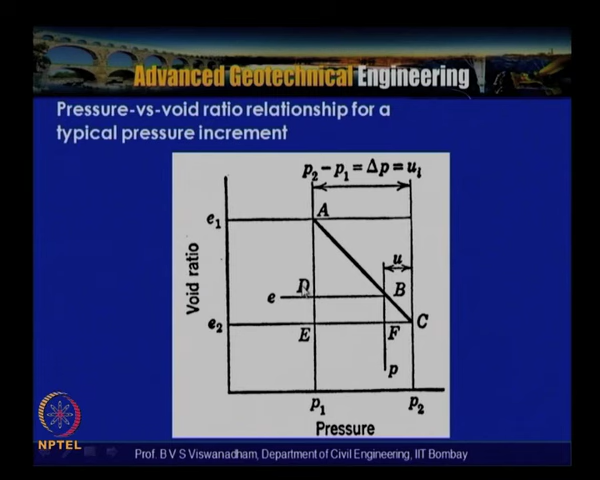 Advanced Geotechnical Engineering
Pressure-vs-void ratio relationship for a
typical pressure increment
p₂ − p₁ = Δp = uᵢ
e₁
A
u
Void ratio
D
e
B
e₂
E
F
C
p
p₁
p₂
Pressure
NPTEL
Prof. B V S Viswanadham, Department of Civil Engineering, IIT Bombay